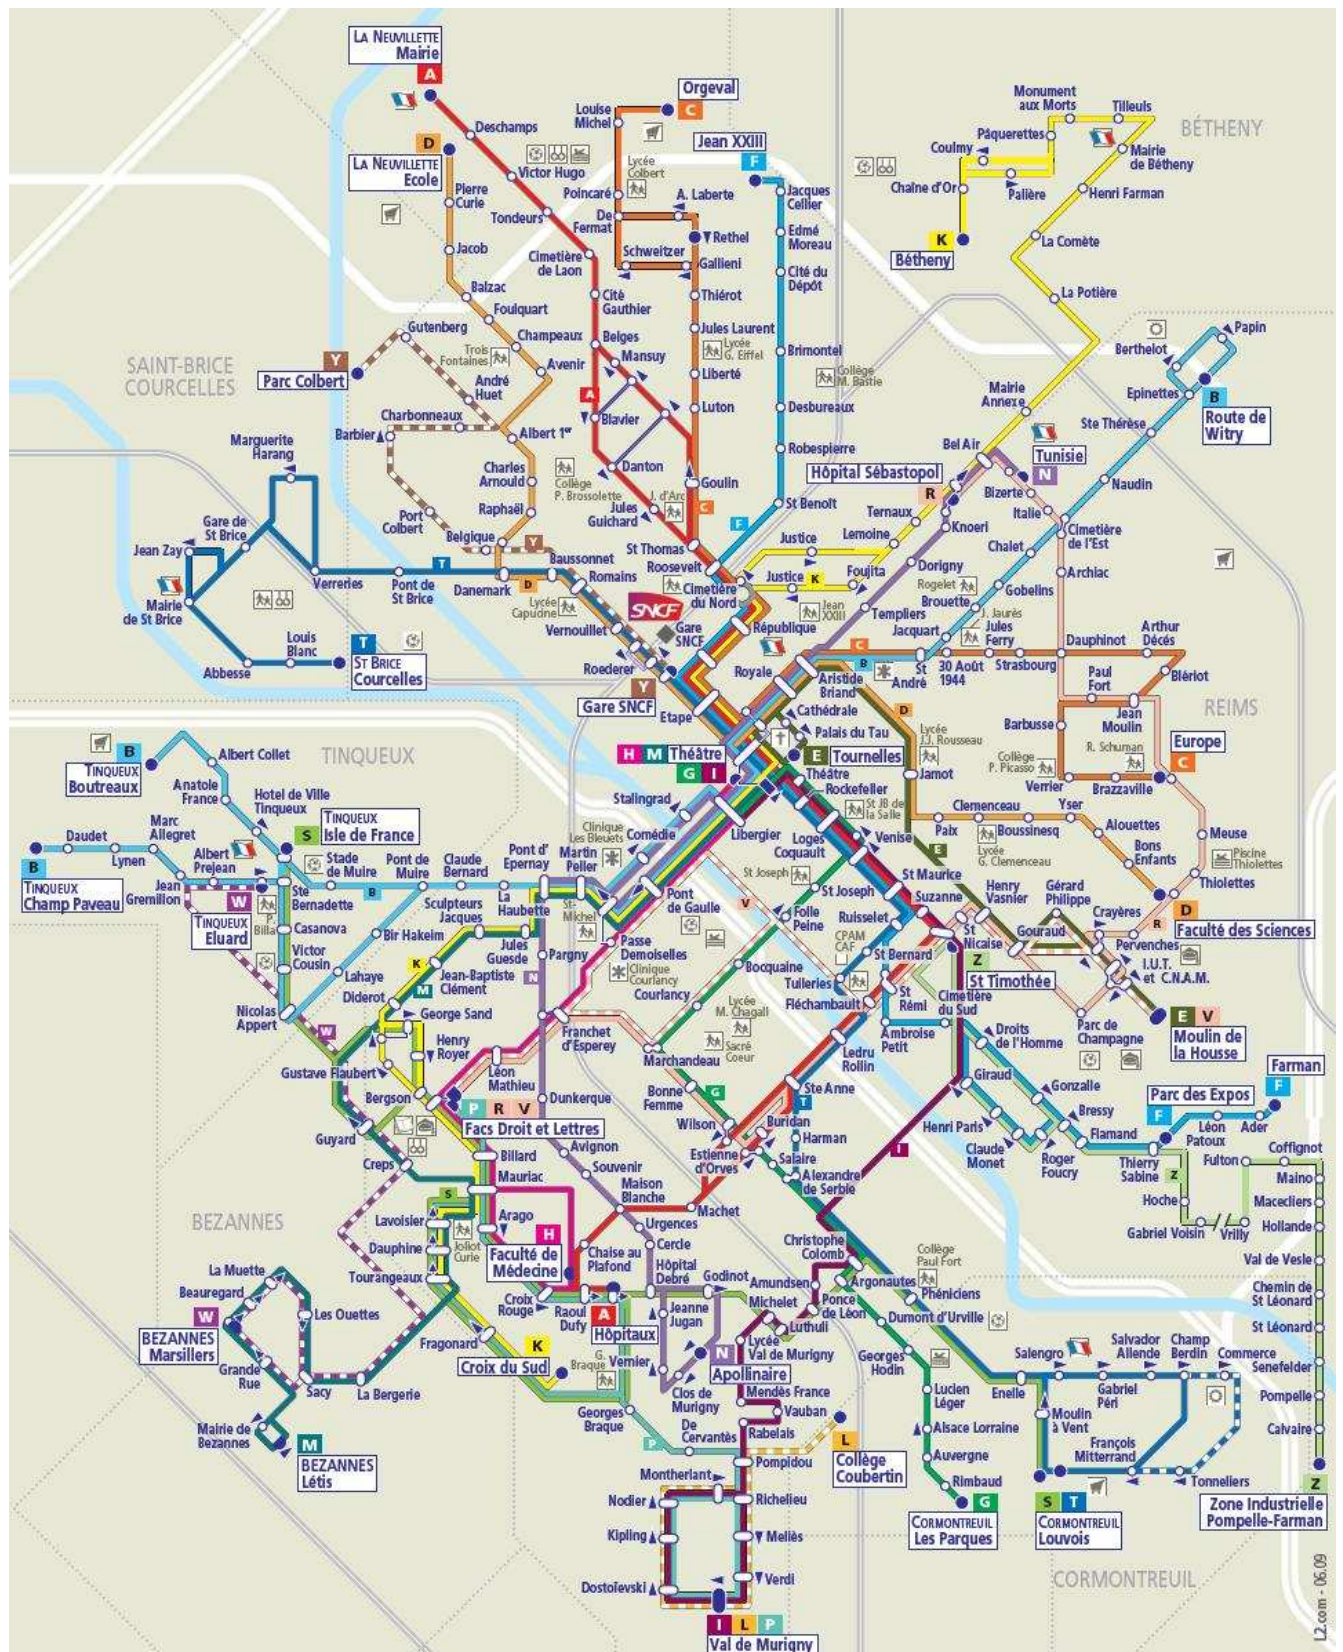 LA NEUVILLETTE
Mairie
A
D
LA NEUVILLETTE
Ecole
Deschamps
Victor Hugo
Tondeurs
Cimetière
de Laon
Cité
Gauthier
Belges
Mansuy
A
Blavier
Danton
Jules
Guichard
Pierre
Curie
Jacob
Balzac
Foulquart
Champeaux
Trois
Fontaines
Avenir
Gutenberg
Y
Parc Colbert
André
Huet
Charbonneaux
Barbier
Albert 1er
Charles
Arnould
Raphaël
Port
Colbert
Belgique
Y
Collège
P. Brossolette
J. d'Arc
Orgeval
C
Louise
Michel
Lycée
Colbert
Poincaré
De
Fermat
A. Laberte
Rethel
Schweitzer
Gallieni
Thiérot
Jules Laurent
Lycée
G. Eiffel
Liberté
Luton
Goulin
C
St Thomas
Roosevelt
Jean XXIII
F
Jacques
Cellier
Edmé
Moreau
Cité du
Dépôt
Brimontel
Collège
M. Bastie
Desbureaux
Robespierre
St Benoît
F
Monument
aux Morts
Tilleuls
BÉTHENY
Pâquerettes
Coulmy
Mairie
de Bétheny
Chaîne d'Or
Palière
Henri Farman
K
Bétheny
La Comète
La Potière
Mairie
Annexe
Bel Air
Hôpital Sébastopol
R
Tunisie
N
Bizerte
Italie
Ternaux
Lemoine
Knoeri
Justice
Justice
K
Foujita
Dorigny
Rogelet
Jean
XXIII
Templiers
Brouette
Jacquart
Papin
Berthelot
Epinettes
B
Route de
Witry
Ste Thérèse
Naudin
Cimetière
de l'Est
Chalet
Archiac
Gobelins
J. Jaurès
Jules
Ferry
SAINT-BRICE
COURCELLES
Marguerite
Harang
Gare de
St Brice
Jean Zay
Mairie
de St Brice
Verreries
T
Pont de
St Brice
Danemark
D
Baussonnet
Romains
Lycée
Capucine
Vernouillet
Roederer
Abbesse
Louis
Blanc
T
ST BRICE
Courcelles
SNCF
Gare
SNCF
Cimetière
du Nord
République
Y
Gare SNCF
Etape
Royale
Aristide
Briand
C
B
St
André
30 Août
1944
Strasbourg
Dauphinot
Arthur
Décès
Blériot
Paul
Fort
Jean
Moulin
Barbusse
REIMS
R. Schuman
Europe
C
Collège
P. Picasso
Verrier
Brazzaville
Cathédrale
Palais du Tau
D
Lycée
J.J. Rousseau
Jamot
H M Théâtre
G I
E Tournelles
Théâtre
Rockefeller
St JB de
la Salle
Clemenceau
Yser
Paix
Boussinesq
Lycée
G. Clemenceau
Alouettes
Bons
Enfants
Meuse
Piscine
Thiolettes
Thiolettes
D
Faculté des Sciences
TINQUEUX
B
TINQUEUX
Boutreaux
Albert Collet
Anatole
France
Hotel de Ville
Tinqueux
S
TINQUEUX
Isle de France
Daudet
Marc
Allegret
Lynen
Albert
Prejean
B
TINQUEUX
Champ Paveau
Jean
Gremillon
W
TINQUEUX
Eluard
Stade
de Muire
Pont de
Muire
Claude
Bernard
B
Ste
Bernadette
P.
Billa
Casanova
Victor
Cousin
Nicolas
Appert
Bir Hakeim
Lahaye
Diderot
Sculpteurs
Jacques
La
Haubette
Jules
Guesde
K
Jean-Baptiste
Clément
M
W
Pont d'
Epernay
Martin
Peller
Stalingrad
Clinique
Les Bleuets
Comédie
Libergier
St-
Michel
Pont
de Gaulle
Passe
Demoiselles
Clinique
Courlancy
Pargny
N
Courlancy
Loges
Coquault
Venise
E
St Joseph
St Joseph
V
Folle
Peine
Bocquaine
Lycée
M. Chagall
Sacré
Coeur
St Maurice
Suzanne
Ruisselet
CPAM
CAF
St Bernard
Tuileries
Fléchambault
St
Rémi
Henry
Vasnier
Gérard
Philippe
St
Nicaise
Gouraud
Crayères
R
Pervenches
Z
St Timothée
I.U.T.
et C.N.A.M.
E V
Moulin de
la Housse
Parc de
Champagne
Cimetière
du Sud
Ambroise
Petit
Droits
de l'Homme
Giraud
Gonzalle
Bressy
Flamand
Henri Paris
Claude
Monet
Roger
Foucry
Parc des Expos
F
Farman
F
Léon
Patoux
Ader
Thierry
Sabine
Z
Hoche
Gabriel Voisin
Vrilly
Fulton
Coffignot
Z
Maino
Macecliers
Hollande
Val de Vesle
Chemin de
St Léonard
St Léonard
Senefelder
Pompelle
Calvaire
Z
Zone Industrielle
Pompelle-Farman
George Sand
Gustave Flaubert
Henry
Royer
Bergson
Léon
Mathieu
Franchet
d'Esperey
P R V
Facs Droit et Lettres
Guyard
Creps
Billard
Mauriac
Dunkerque
Avignon
Souvenir
Maison
Blanche
Urgences
Cercle
Machet
Marchandeau
Bonne
Femme
G
Wilson
Estienne
d'Orves
Buridan
Salaire
Ledru
Rollin
Ste Anne
T
Harman
Alexandre
de Serbie
I
BEZANNES
S
Lavoisier
Joliot
Curie
Dauphine
Tourangeaux
Arago
H
Faculté de
Médecine
Chaise au
Plafond
Croix
Rouge
Raoul
Dufy
A
Hôpitaux
Hôpital
Debré
Godinot
Jeanne
Jugan
N
Apollinaire
Clos de
Murigny
G.
Braque
Vernier
Georges
Braque
P
Fragonard
K
Croix du Sud
La Muette
Beauregard
W
BEZANNES
Marsillers
Les Ouettes
Grande
Rue
Sacy
La Bergerie
Mairie de
Bezannes
M
BEZANNES
Létis
Christophe
Colomb
Amundsen
Michelet
Argonautes
Ponce
de Léon
Luthuli
Lycée
Val de Murigny
Collège
Paul Fort
Phéniciens
Dumont d'Urville
Georges
Hodin
Lucien
Léger
Alsace Lorraine
Auvergne
Rimbaud
G
CORMONTREUIL
Les Parques
Mendès France
Vauban
De
Cervantès
Rabelais
Pompidou
L
Collège
Coubertin
Montherlant
Nodier
Richelieu
Kipling
Meliès
Dostoïevski
Verdi
I L P
Val de Murigny
Salengro
Salvador
Allende
Champ
Berdin
Commerce
Enelle
Gabriel
Péri
Moulin
à Vent
François
Mitterrand
Tonneliers
S T
CORMONTREUIL
Louvois
CORMONTREUIL
L2.com - 06.09